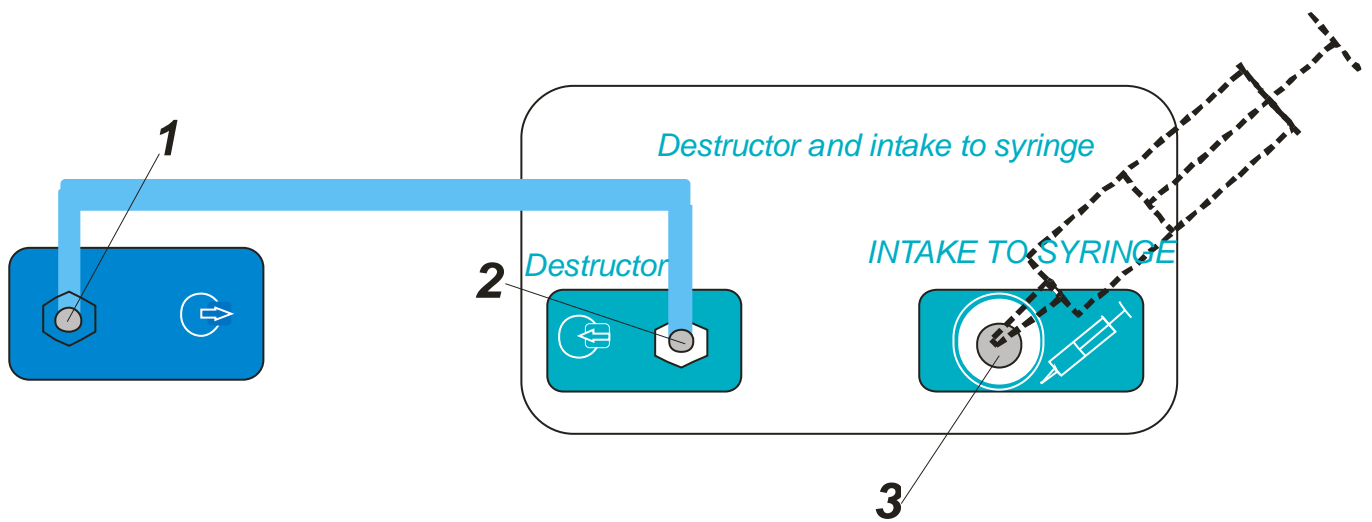 1
Destructor and intake to syringe
INTAKE TO SYRINGE
Destructor
2
3